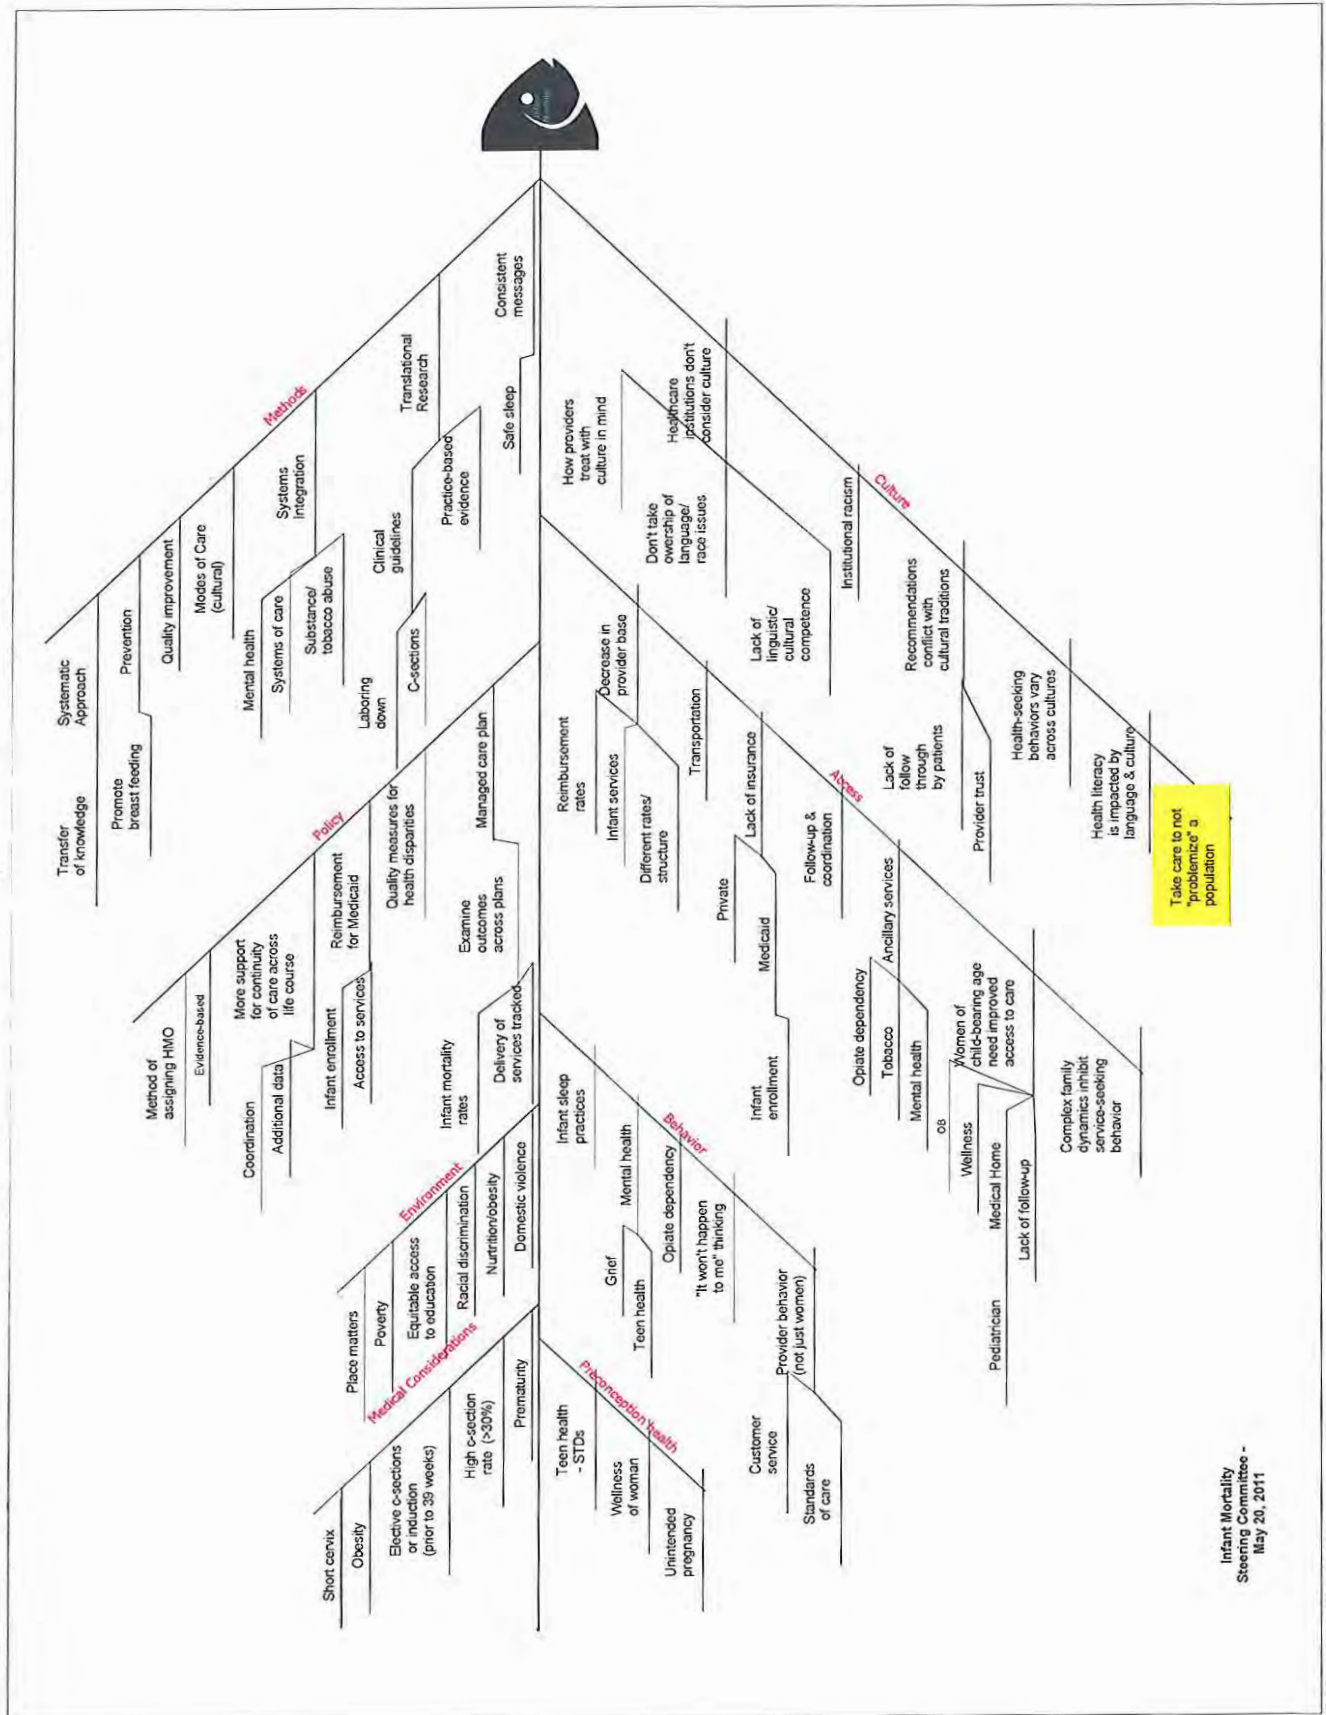 Short cervix
Obesity
Elective c-sections
or induction
(prior to 39 weeks)
High c-section
rate (>30%)
Prematurity
Medical Considerations
Place matters
Poverty
Equitable access
to education
Racial discrimination
Nurtrition/obesity
Domestic violence
Environment
Method of
assigning HMO
Evidence-based
More support
for continuity
of care across
life course
Coordination
Additional data
Reimbursement
for Medicaid
Infant enrollment
Access to services
Quality measures for
health disparities
Managed care plan
Examine
outcomes
across plans
Infant mortality
rates
Delivery of
services tracked
Policy
Systematic
Approach
Transfer
of knowledge
Prevention
Promote
breast feeding
Quality improvement
Modes of Care
(cultural)
Systems
Integration
Mental health
Systems of care
Substance/
tobacco abuse
Translational
Research
Clinical
guidelines
Laboring
down
C-sections
Practice-based
evidence
Consistent
messages
Safe sleep
Methods
Teen health
- STDs
Wellness
of woman
Unintended
pregnancy
Preconception health
Infant sleep
practices
Mental health
Grief
Teen health
Opiate dependency
"It won't happen
to me" thinking
Provider behavior
(not just women)
Customer
service
Standards
of care
Behavior
Decrease in
provider base
Reimbursement
rates
Infant services
Different rates/
structure
Transportation
Lack of insurance
Private
Medicaid
Infant
enrollment
Follow-up &
coordination
Ancillary services
Opiate dependency
Tobacco
Mental health
Women of
child-bearing age
need improved
access to care
OB
Wellness
Medical Home
Pediatrician
Lack of follow-up
Complex family
dynamics inhibit
service-seeking
behavior
Access
Healthcare
institutions don't
consider culture
How providers
treat with
culture in mind
Don't take
owership of
language/
race issues
Lack of
linguistic/
cultural
competence
Institutional racism
Recommendations
conflict with
cultural traditions
Lack of
follow
through
by patients
Provider trust
Health-seeking
behaviors vary
across cultures
Health literacy
is impacted by
language & culture
Culture
Take care to not
"problemize" a
population
Infant Mortality
Steering Committee -
May 20, 2011